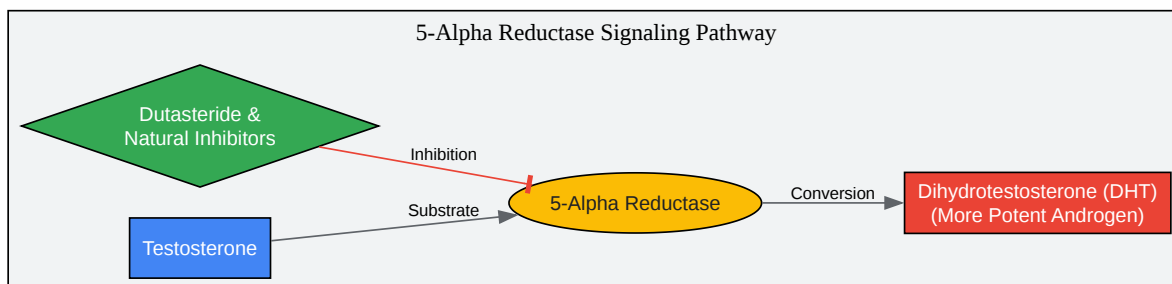 5-Alpha Reductase Signaling Pathway
Dutasteride &
Natural Inhibitors
Inhibition
Testosterone
Substrate
5-Alpha Reductase
Conversion
Dihydrotestosterone (DHT)
(More Potent Androgen)